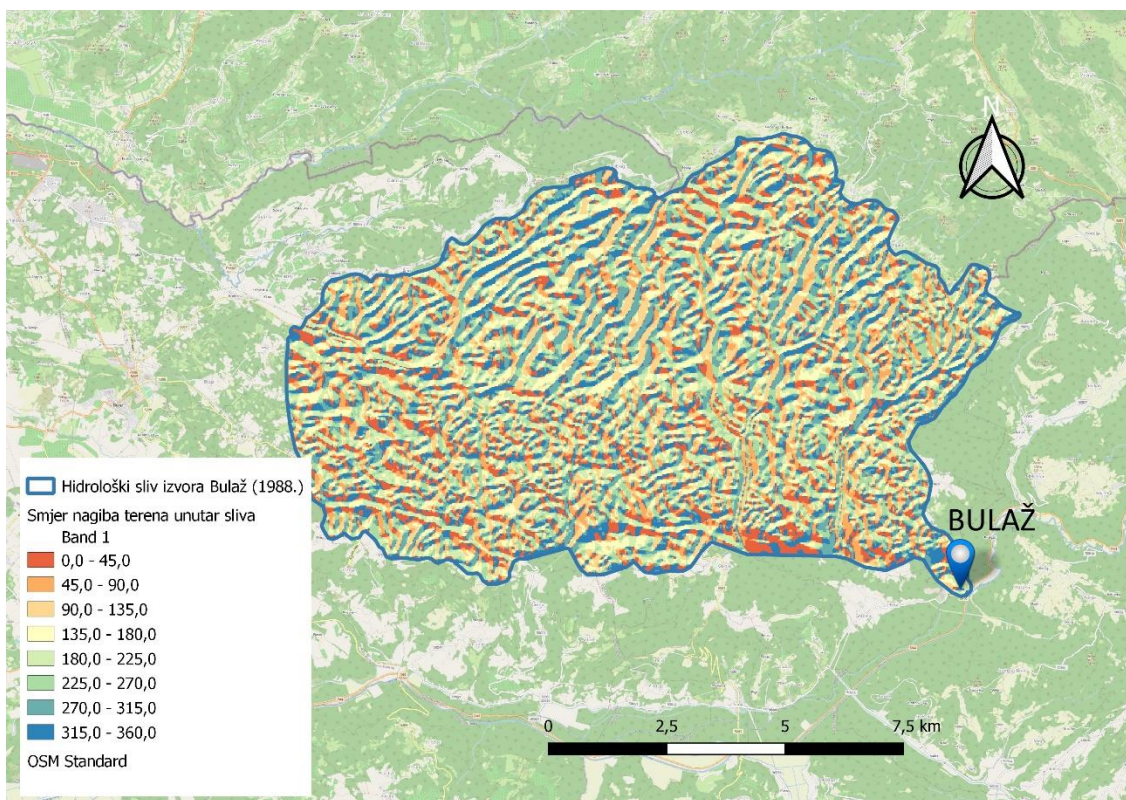 N
BULAŽ
Hidrološki sliv izvora Bulaž (1988.)
Smjer nagiba terena unutar sliva
Band 1
0,0 - 45,0
45,0 - 90,0
90,0 - 135,0
135,0 - 180,0
180,0 - 225,0
225,0 - 270,0
270,0 - 315,0
315,0 - 360,0
OSM Standard
0 2,5 5 7,5 km